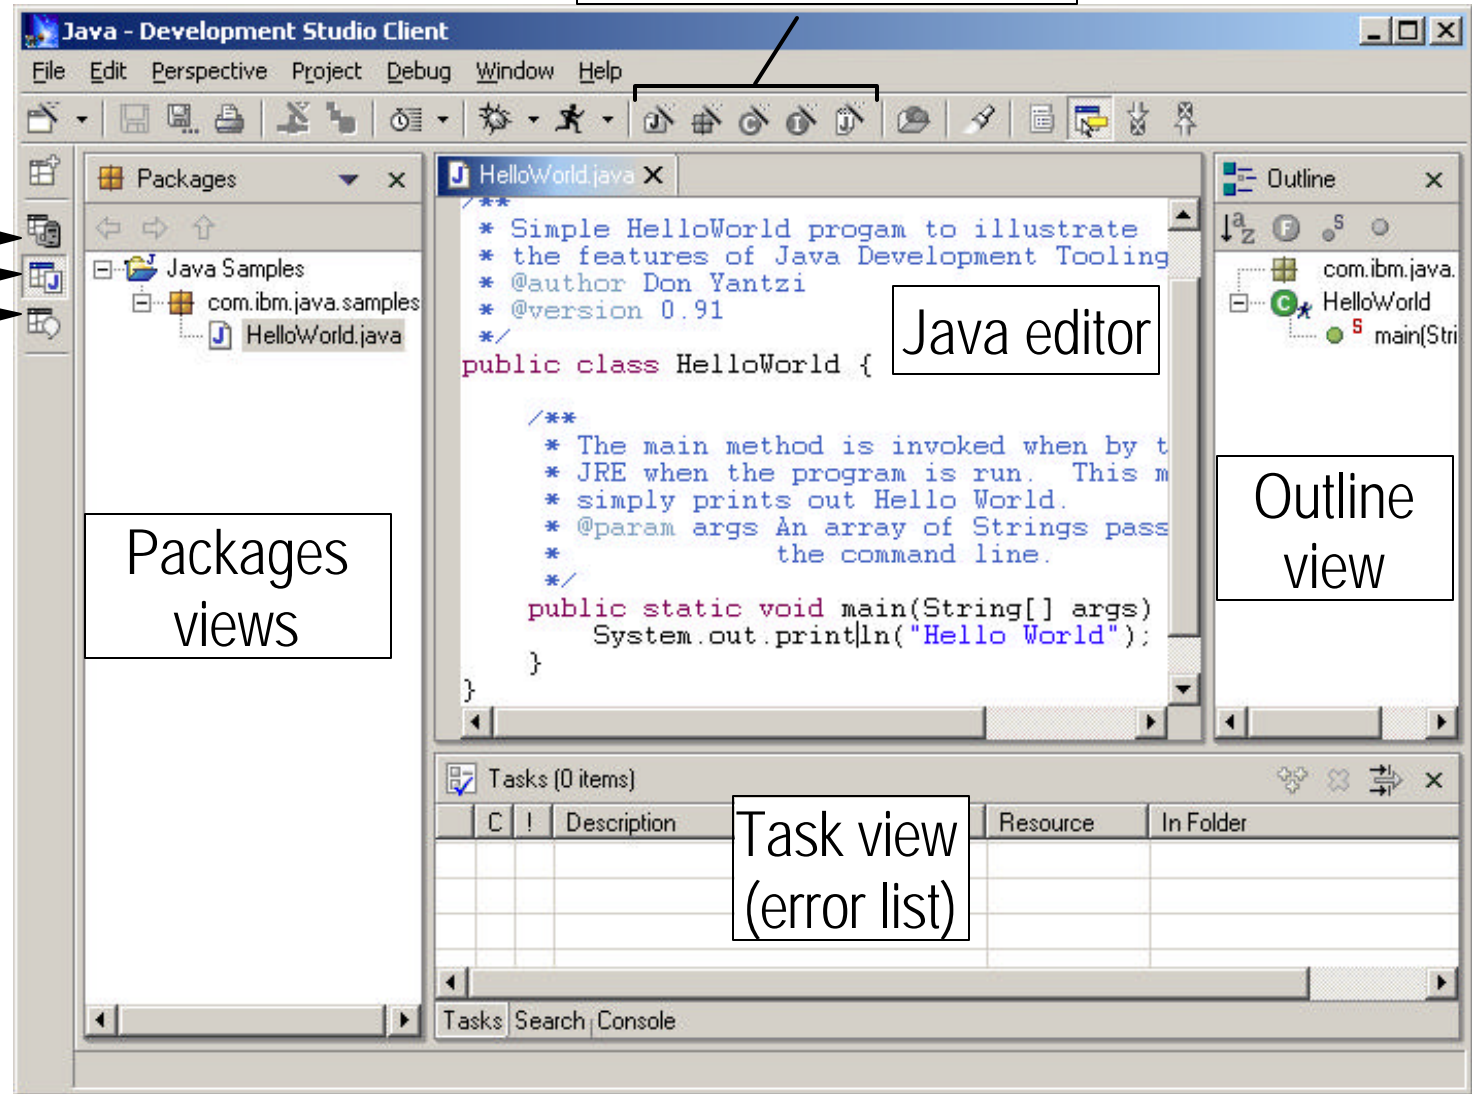 Java - Development Studio Client
File Edit Perspective Project Debug Window Help
Packages
Java Samples
com.ibm.java.samples
HelloWorld.java
Packages
views
HelloWorld.java
/**
* Simple HelloWorld progam to illustrate
* the features of Java Development Tooling
* @author Don Yantzi
* @version 0.91
*/
public class HelloWorld {
/**
* The main method is invoked when by t
* JRE when the program is run. This m
* simply prints out Hello World.
* @param args An array of Strings pass
* the command line.
*/
public static void main(String[] args)
System.out.println("Hello World");
}
}
Java editor
Outline
com.ibm.java.
HelloWorld
S main(Stri
Outline
view
Tasks (0 items)
C ! Description Resource In Folder
Task view
(error list)
Tasks Search Console